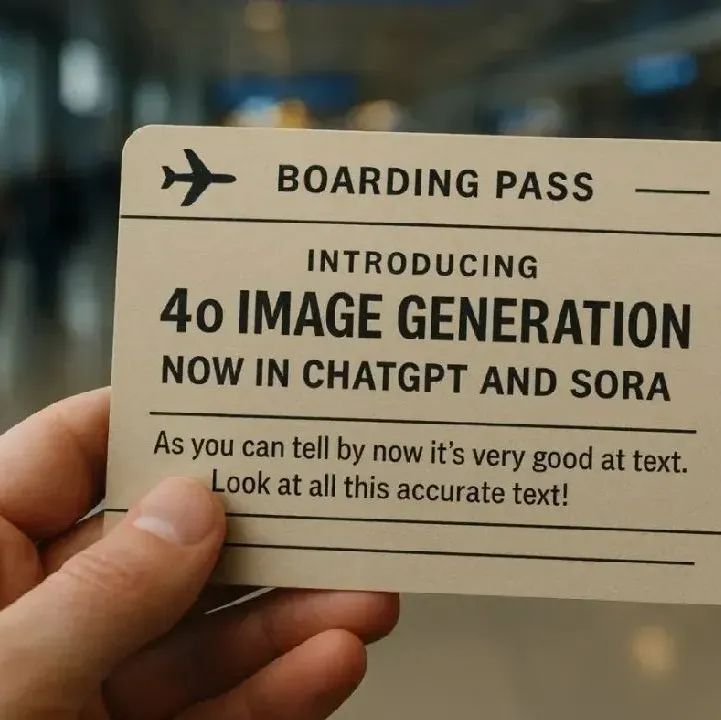 BOARDING PASS
INTRODUCING
4o IMAGE GENERATION
NOW IN CHATGPT AND SORA
As you can tell by now it's very good at text.
Look at all this accurate text!